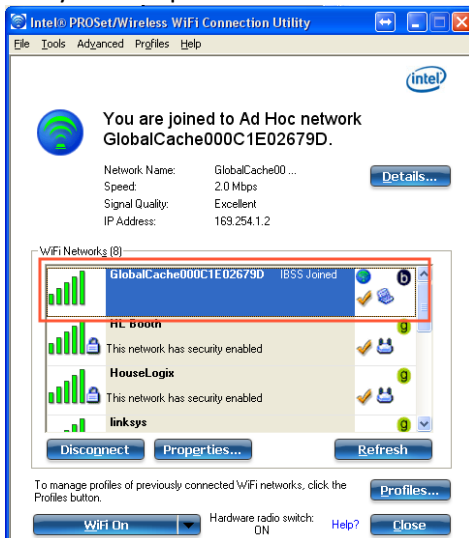 Intel® PROSet/Wireless WiFi Connection Utility
File Tools Advanced Profiles Help
intel
You are joined to Ad Hoc network
GlobalCache000C1E02679D.
Network Name: GlobalCache00 ...
Speed: 2.0 Mbps
Signal Quality: Excellent
IP Address: 169.254.1.2
Details...
WiFi Networks (8)
GlobalCache000C1E02679D IBSS Joined
b
HL Booth
g
This network has security enabled
HouseLogix
g
This network has security enabled
linksys
g
Disconnect Properties... Refresh
To manage profiles of previously connected WiFi networks, click the
Profiles button.
Profiles...
WiFi On
Hardware radio switch:
ON
Help? Close